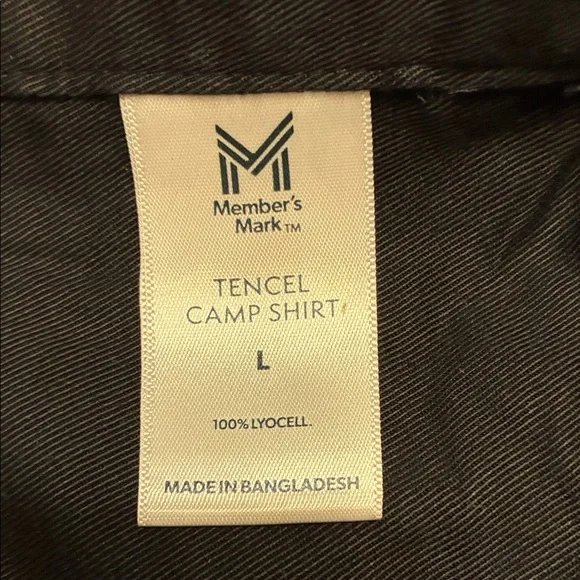 Member's
Mark TM
TENCEL
CAMP SHIRT
L
100% LYOCELL.
MADE IN BANGLADESH